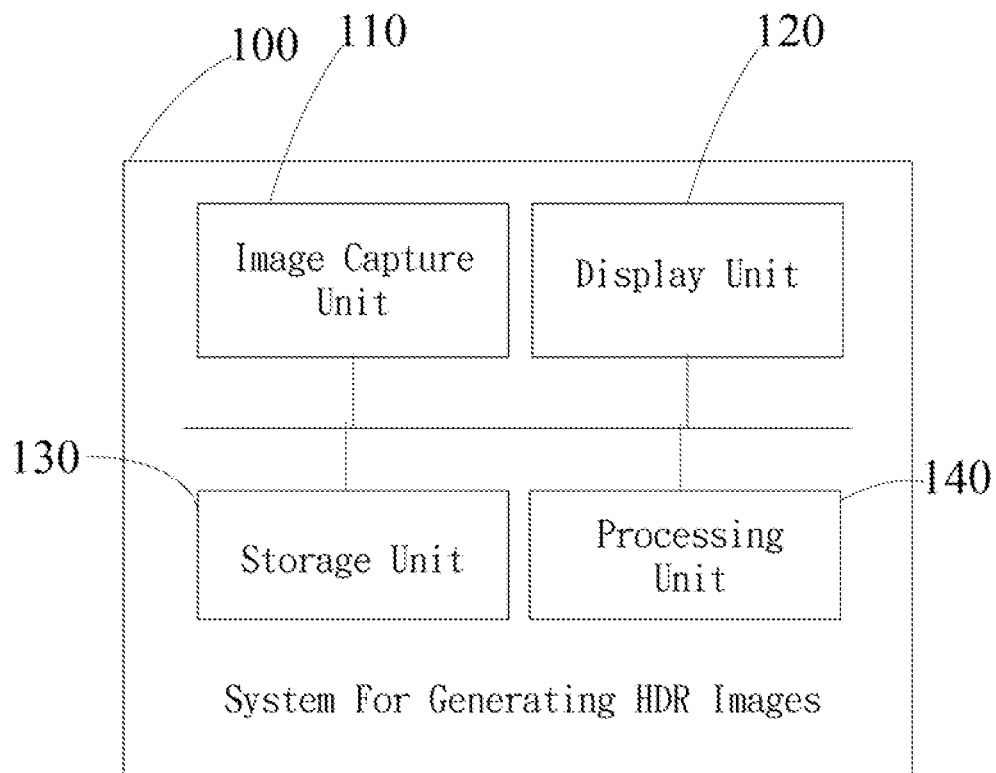 100
110
120
Image Capture
Unit
Display Unit
130
140
Storage Unit
Processing
Unit
System For Generating HDR Images